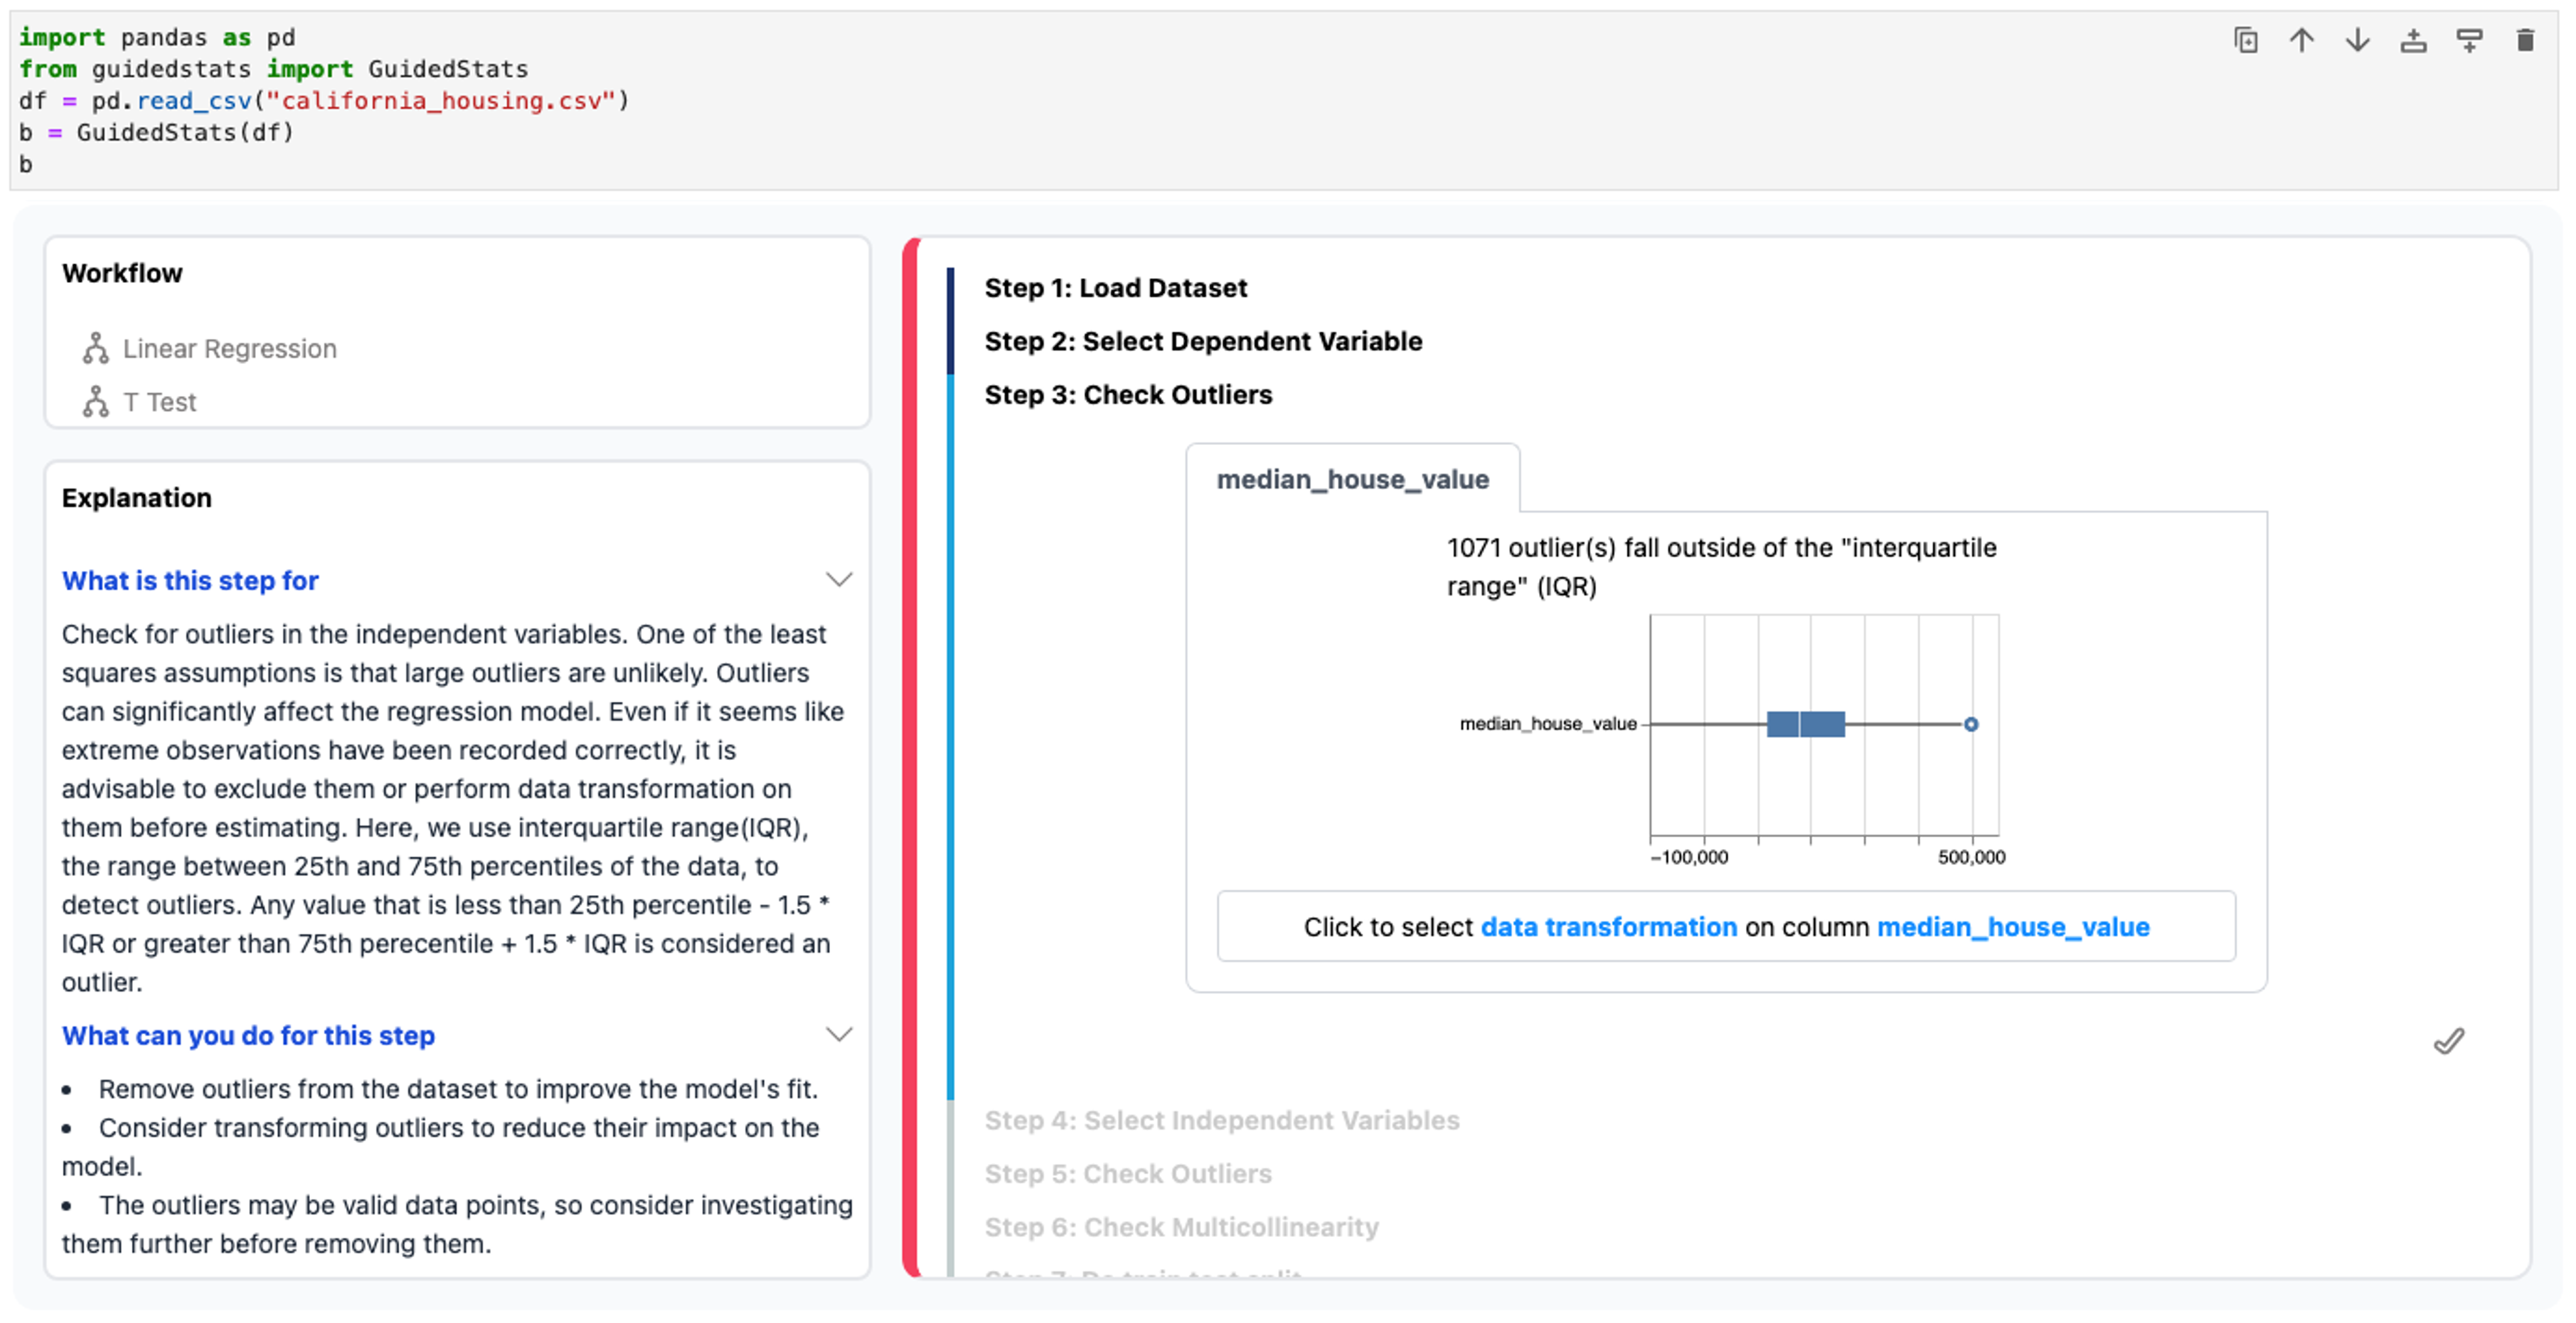 import pandas as pd
from guidedstats import GuidedStats
df = pd.read_csv("california_housing.csv")
b = GuidedStats(df)
b
Workflow
Linear Regression
T Test
Explanation
What is this step for
Check for outliers in the independent variables. One of the least
squares assumptions is that large outliers are unlikely. Outliers
can significantly affect the regression model. Even if it seems like
extreme observations have been recorded correctly, it is
advisable to exclude them or perform data transformation on
them before estimating. Here, we use interquartile range(IQR),
the range between 25th and 75th percentiles of the data, to
detect outliers. Any value that is less than 25th percentile - 1.5 *
IQR or greater than 75th perecentile + 1.5 * IQR is considered an
outlier.
What can you do for this step
• Remove outliers from the dataset to improve the model's fit.
• Consider transforming outliers to reduce their impact on the
model.
• The outliers may be valid data points, so consider investigating
them further before removing them.
Step 1: Load Dataset
Step 2: Select Dependent Variable
Step 3: Check Outliers
median_house_value
1071 outlier(s) fall outside of the "interquartile
range" (IQR)
median_house_value
−100,000 500,000
Click to select data transformation on column median_house_value
Step 4: Select Independent Variables
Step 5: Check Outliers
Step 6: Check Multicollinearity
Step 7: Do train test split